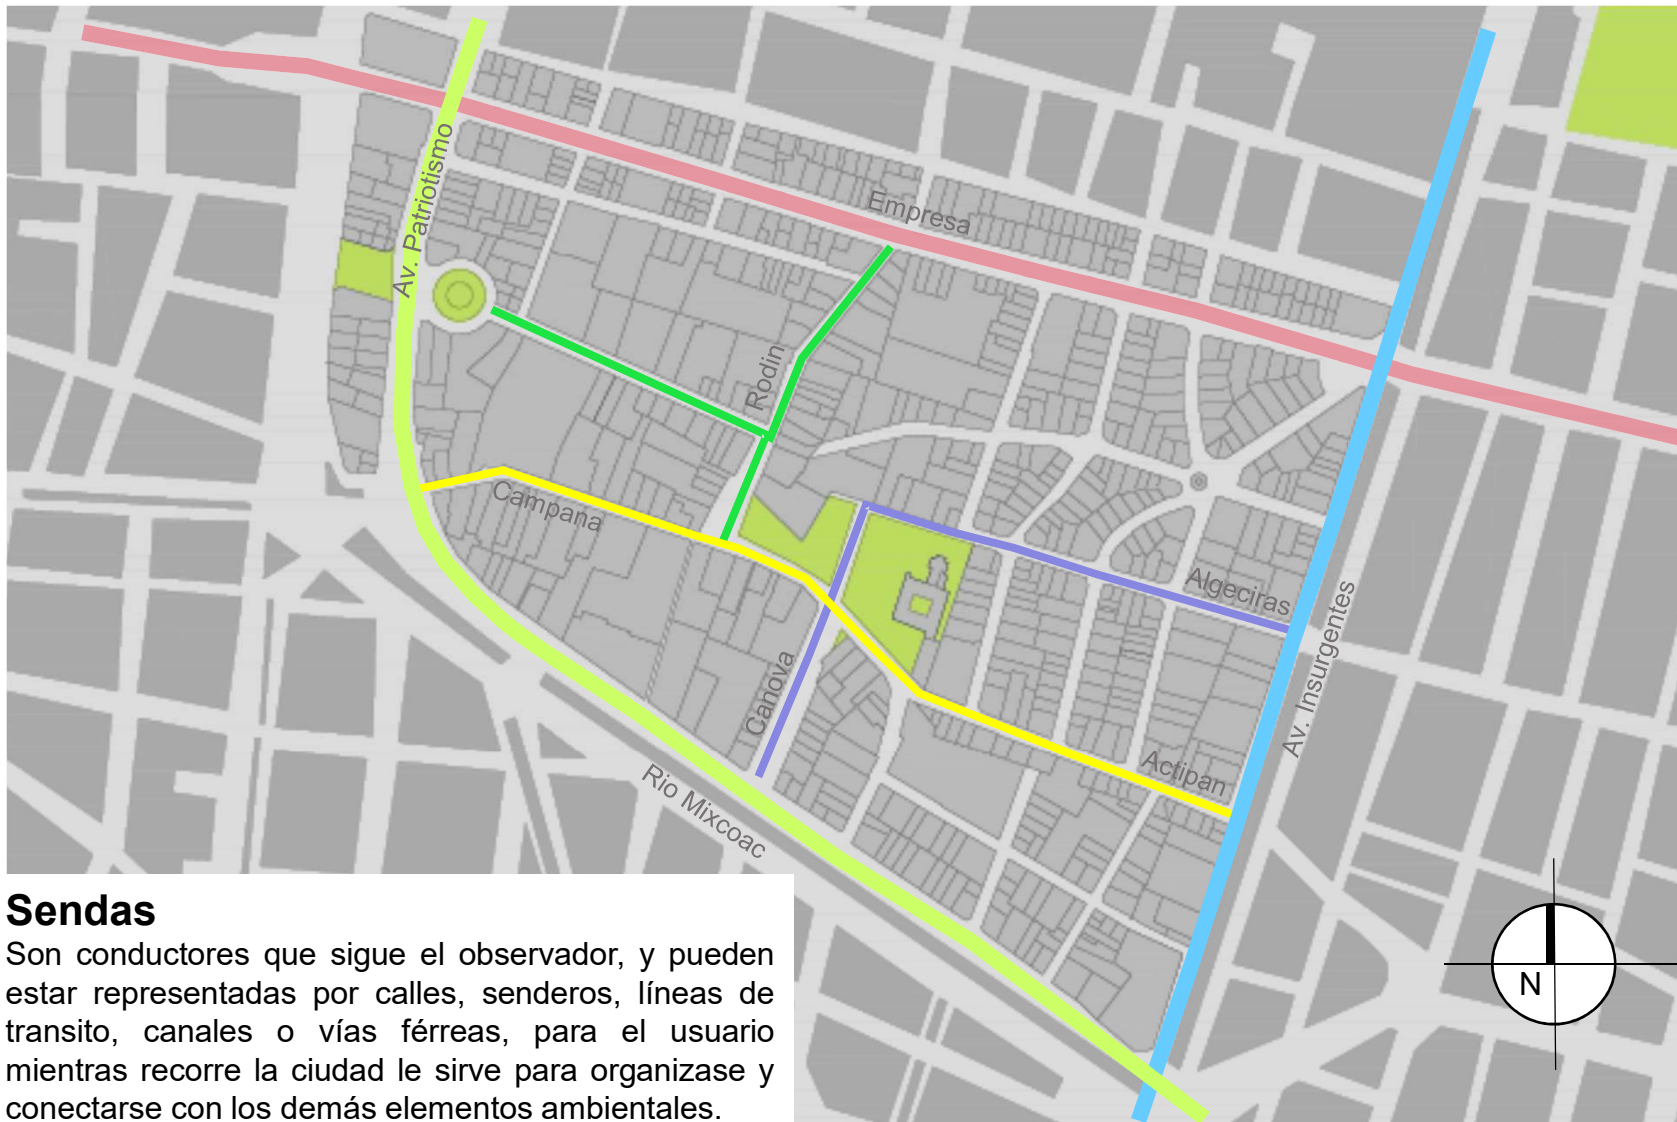 Av. Patriotismo
Empresa
Rodin
Campana
Algeciras
Av. Insurgentes
Canova
Actipan
Rio Mixcoac
N
Sendas
Son conductores que sigue el observador, y pueden
estar representadas por calles, senderos, líneas de
transito, canales o vías férreas, para el usuario
mientras recorre la ciudad le sirve para organizase y
conectarse con los demás elementos ambientales.